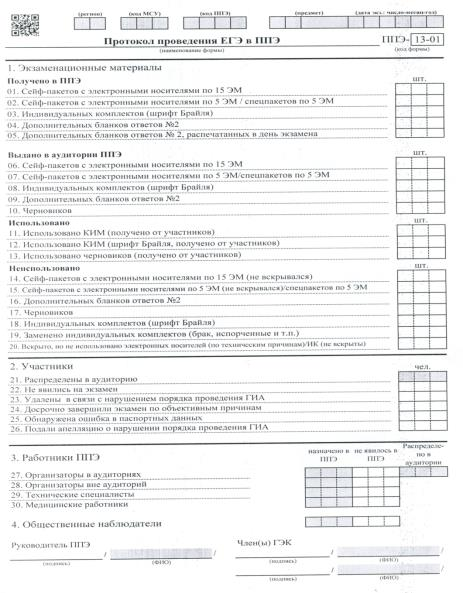 (регион) (код МСУ) (код ППЭ) (предмет) (дата экз.: число-месяц-год)
Протокол проведения ЕГЭ в ППЭ ППЭ- 13-01
(наименование формы) (код формы)
1. Экзаменационные материалы
Получено в ППЭ шт.
01. Сейф-пакетов с электронными носителями по 15 ЭМ
02. Сейф-пакетов с электронными носителями по 5 ЭМ / спецпакетов по 5 ЭМ
03. Индивидуальных комплектов (шрифт Брайля)
04. Дополнительных бланков ответов №2
05. Дополнительных бланков ответов № 2, распечатанных в день экзамена
Выдано в аудитории ППЭ шт.
06. Сейф-пакетов с электронными носителями по 15 ЭМ
07. Сейф-пакетов с электронными носителями по 5 ЭМ/спецпакетов по 5 ЭМ
08. Индивидуальных комплектов (шрифт Брайля)
09. Дополнительных бланков ответов №2
10. Черновиков
Использовано шт.
11. Использовано КИМ (получено от участников)
12. Использовано КИМ (шрифт Брайля, получено от участников)
13. Использовано черновиков (получено от участников)
Неиспользовано шт.
14. Сейф-пакетов с электронными носителями по 15 ЭМ (не вскрывался)
15. Сейф-пакетов с электронными носителями по 5 ЭМ (не вскрывался)/спецпакетов по 5 ЭМ
16. Дополнительных бланков ответов №2
17. Черновиков
18. Индивидуальных комплектов (шрифт Брайля)
19. Заменено индивидуальных комплектов (брак, испорченные и т.п.)
20. Вскрыто, но не использовано электронных носителей (по техническим причинам)/ИК (не вскрыты)
2. Участники чел.
21. Распределены в аудиторию
22. Не явились на экзамен
23. Удалены в связи с нарушением порядка проведения ГИА
24. Досрочно завершили экзамен по объективным причинам
25. Обнаружена ошибка в паспортных данных
26. Подали апелляцию о нарушении порядка проведения ГИА
3. Работники ППЭ назначено в ППЭ не явилось в ППЭ Распределено в аудитории
27. Организаторы в аудиториях
28. Организаторы вне аудиторий
29. Технические специалисты
30. Медицинские работники
4. Общественные наблюдатели
Руководитель ППЭ Член(ы) ГЭК
/ /
(подпись) (ФИО) (подпись) (ФИО)
/
(подпись) (ФИО)